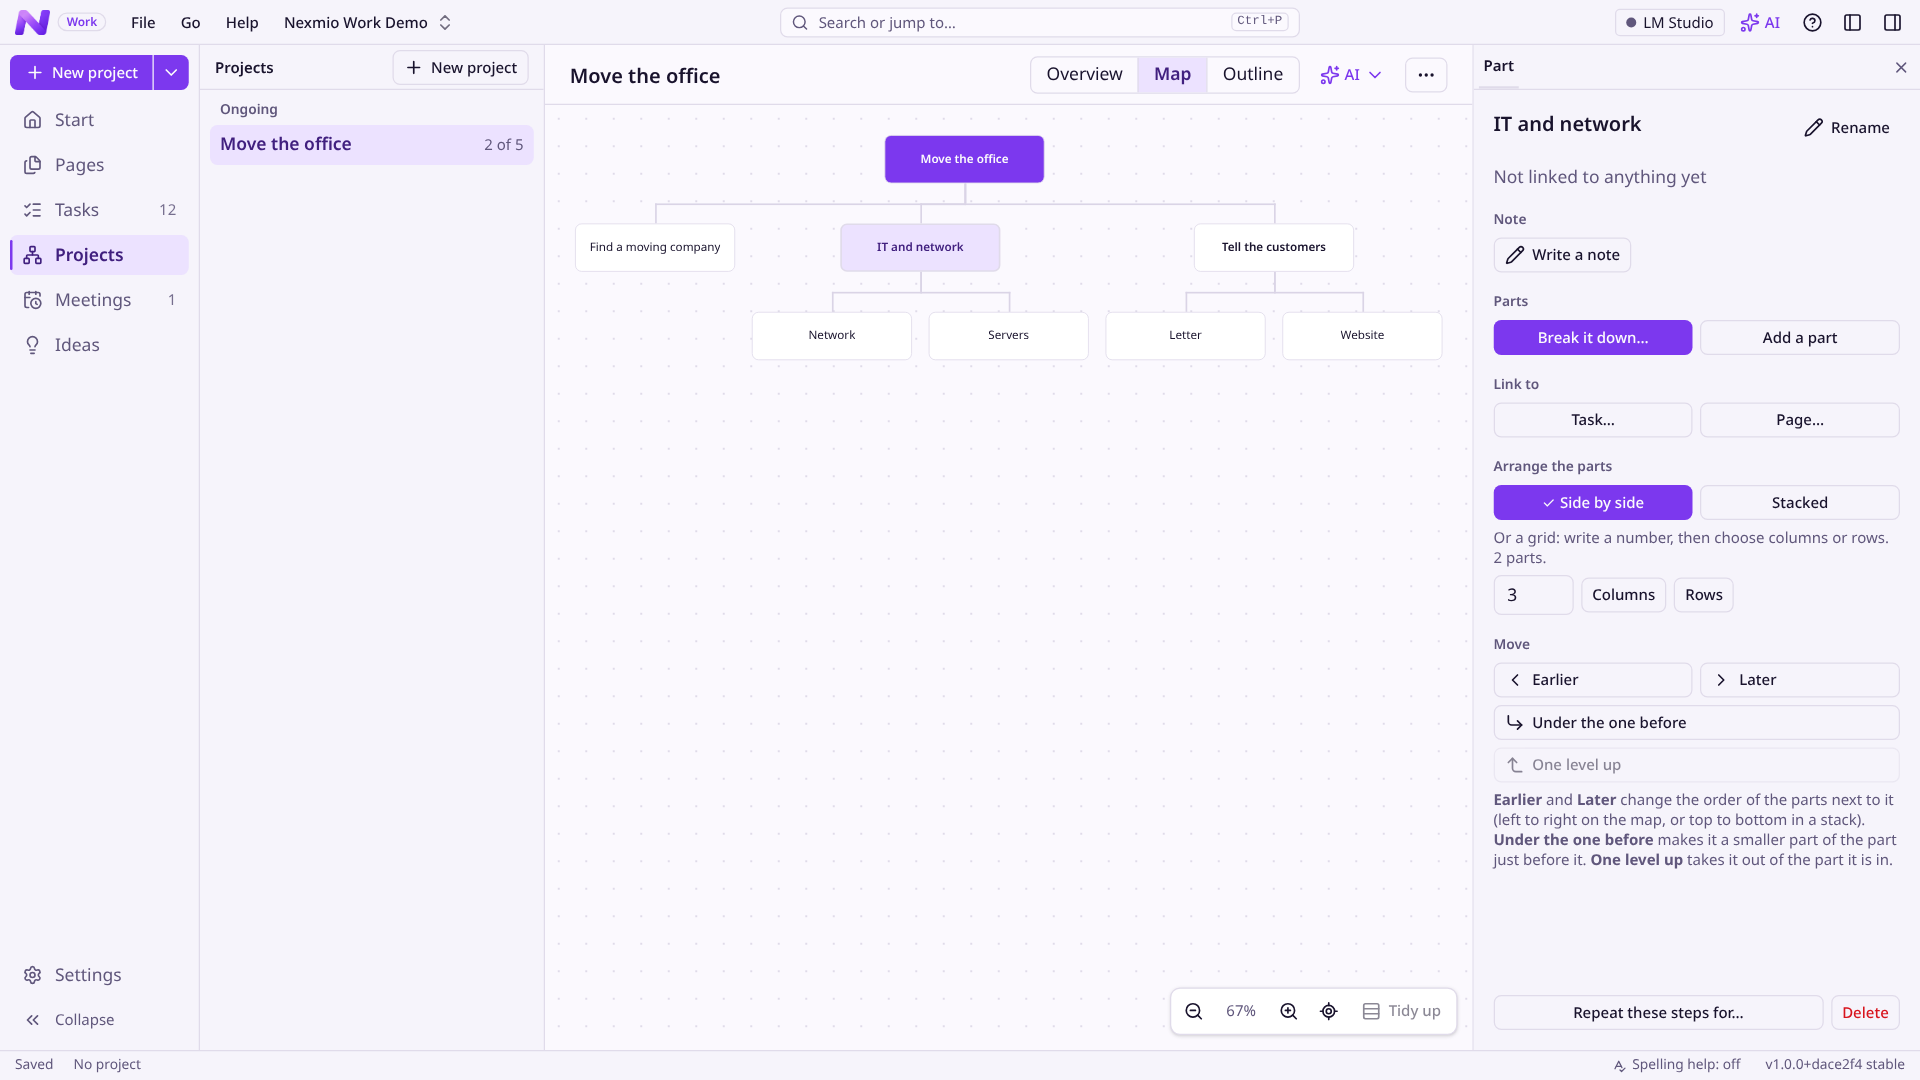 Work
File
Go
Help
Nexmio Work Demo
Search or jump to...
Ctrl+P
LM Studio
AI
New project
Start
Pages
Tasks
12
Projects
Meetings
1
Ideas
Settings
Collapse
Projects
New project
Ongoing
Move the office
2 of 5
Move the office
Overview
Map
Outline
AI
Move the office
Find a moving company
IT and network
Tell the customers
Network
Servers
Letter
Website
67%
Tidy up
Part
IT and network
Rename
Not linked to anything yet
Note
Write a note
Parts
Break it down...
Add a part
Link to
Task...
Page...
Arrange the parts
Side by side
Stacked
Or a grid: write a number, then choose columns or rows.
2 parts.
3
Columns
Rows
Move
Earlier
Later
Under the one before
One level up
Earlier and Later change the order of the parts next to it
(left to right on the map, or top to bottom in a stack).
Under the one before makes it a smaller part of the part
just before it. One level up takes it out of the part it is in.
Repeat these steps for...
Delete
Saved
No project
Spelling help: off
v1.0.0+dace2f4 stable